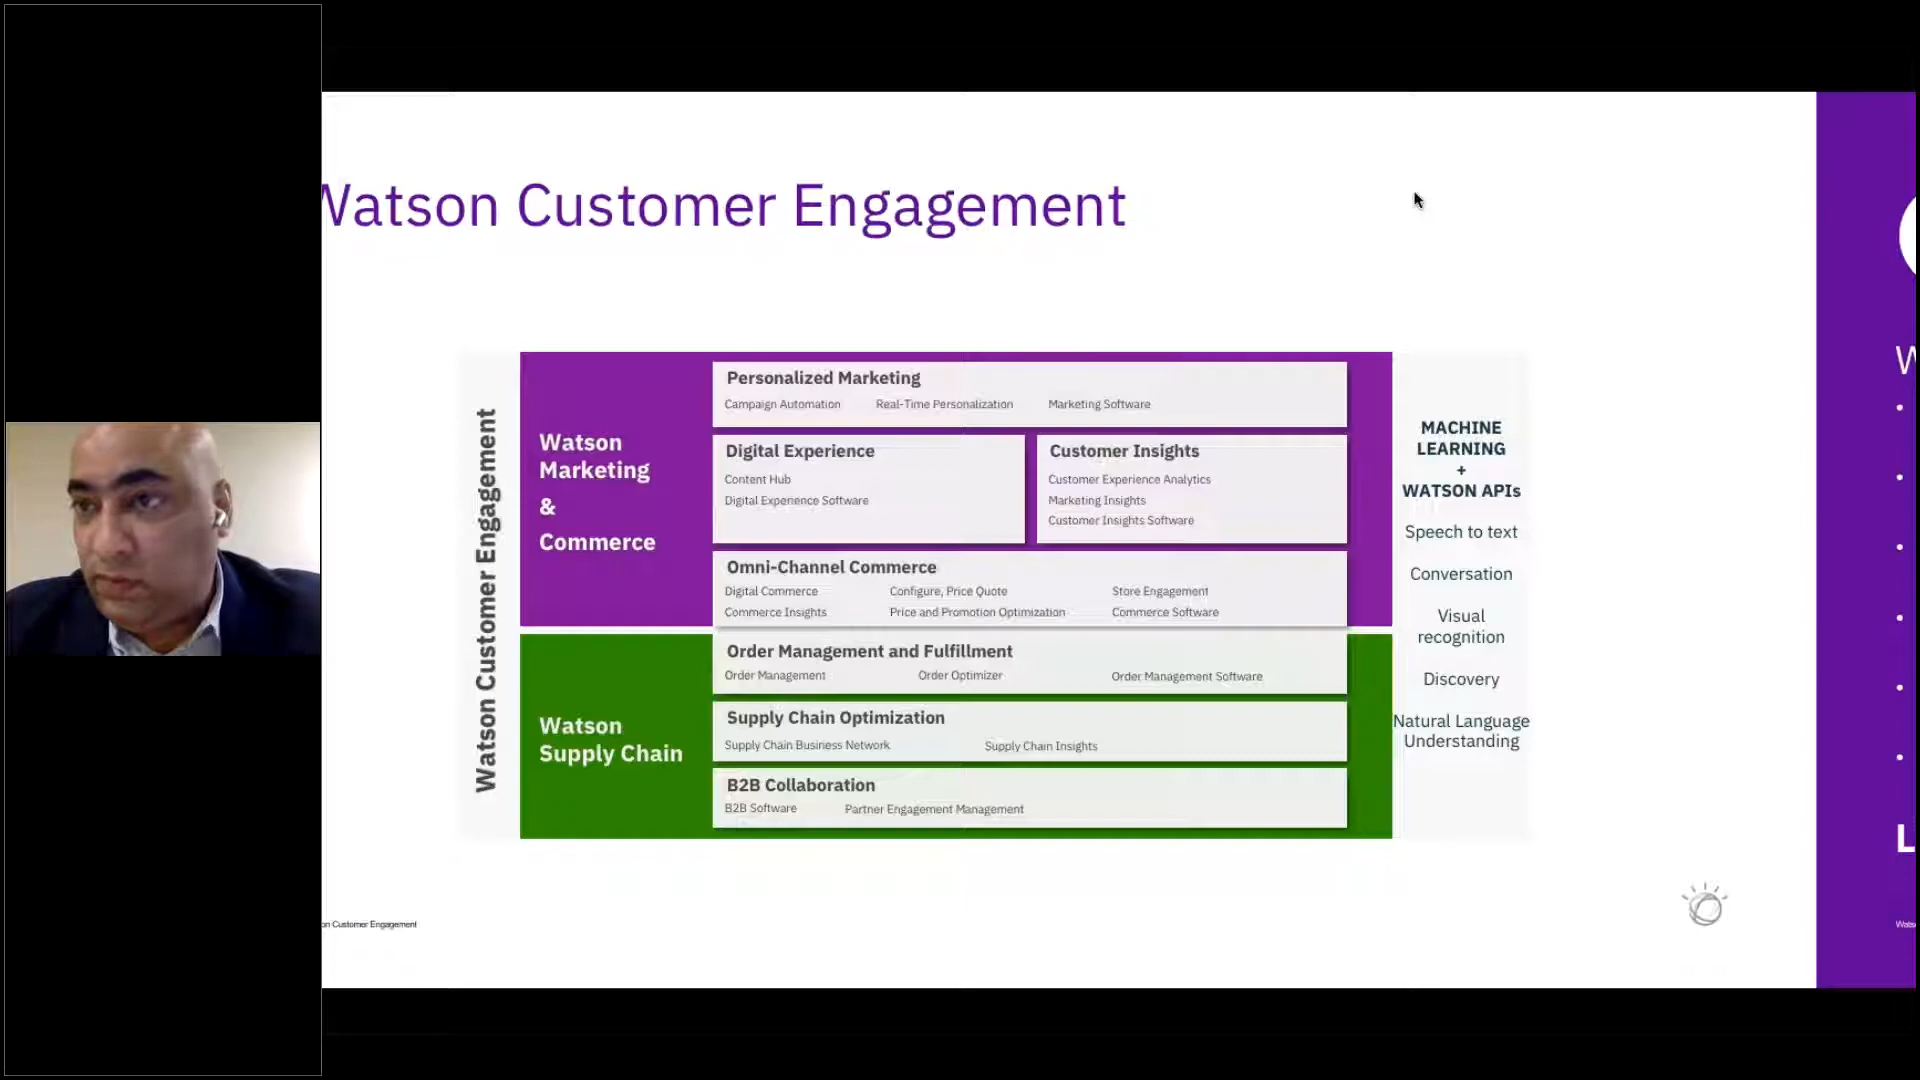 Watson Customer Engagement
Watson Customer Engagement
Watson
Marketing
&
Commerce
Personalized Marketing
Campaign Automation Real-Time Personalization Marketing Software
Digital Experience
Content Hub
Digital Experience Software
Customer Insights
Customer Experience Analytics
Marketing Insights
Customer Insights Software
Omni-Channel Commerce
Digital Commerce Configure, Price Quote Store Engagement
Commerce Insights Price and Promotion Optimization Commerce Software
Watson
Supply Chain
Order Management and Fulfillment
Order Management Order Optimizer Order Management Software
Supply Chain Optimization
Supply Chain Business Network Supply Chain Insights
B2B Collaboration
B2B Software Partner Engagement Management
MACHINE
LEARNING
+
WATSON APIs
Speech to text
Conversation
Visual
recognition
Discovery
Natural Language
Understanding
on Customer Engagement